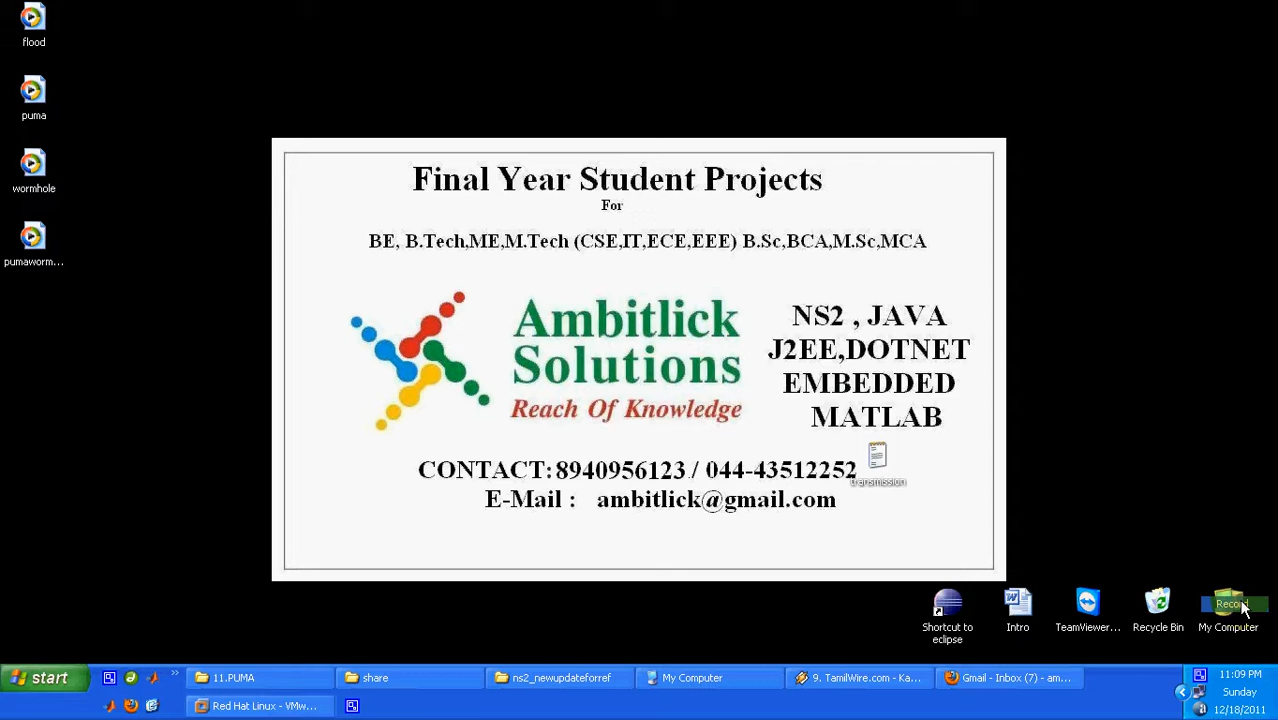 flood
puma
wormhole
pumaworm...
Final Year Student Projects
For
BE, B.Tech,ME,M.Tech (CSE,IT,ECE,EEE) B.Sc,BCA,M.Sc,MCA
Ambitlick
Solutions
Reach Of Knowledge
NS2 , JAVA
J2EE,DOTNET
EMBEDDED
MATLAB
CONTACT: 8940956123 / 044-43512252
E-Mail : ambitlick@gmail.com
transmission
Record
Shortcut to
eclipse
Intro
TeamViewer...
Recycle Bin
My Computer
start
11.PUMA
share
ns2_newupdateforref
My Computer
9. TamilWire.com - Ka...
Gmail - Inbox (7) - am...
11:09 PM
Sunday
12/18/2011
Red Hat Linux - VMw...